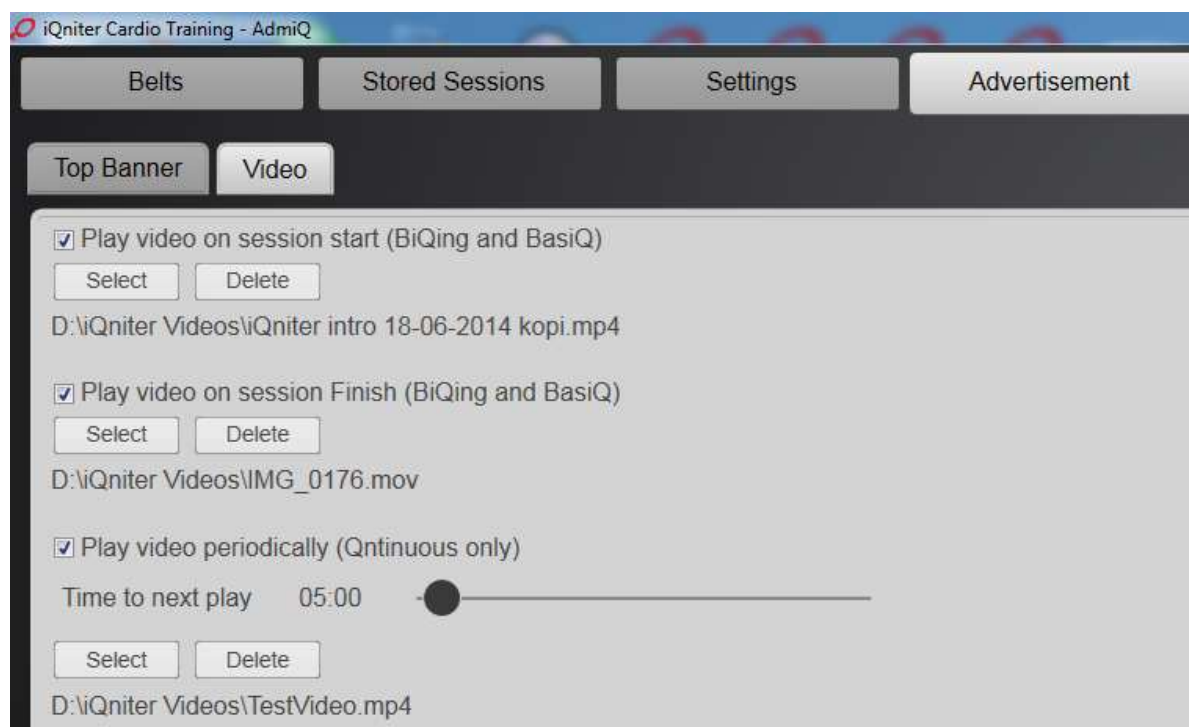 iQniter Cardio Training - AdmiQ
Belts Stored Sessions Settings Advertisement
Top Banner Video
Play video on session start (BiQing and BasiQ)
Select Delete
D:\iQniter Videos\iQniter intro 18-06-2014 kopi.mp4
Play video on session Finish (BiQing and BasiQ)
Select Delete
D:\iQniter Videos\IMG_0176.mov
Play video periodically (Qntinuous only)
Time to next play 05:00
Select Delete
D:\iQniter Videos\TestVideo.mp4